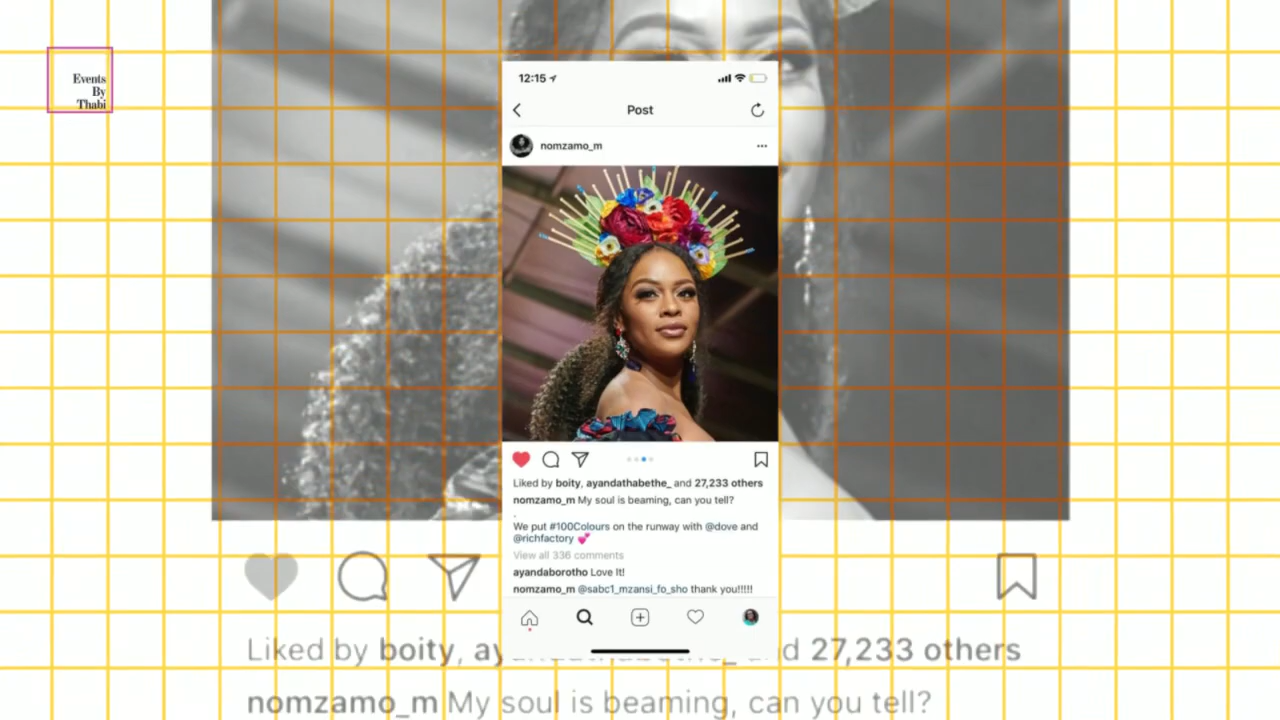 Events
By
Thabi
12:15
Post
nomzamo_m
Liked by boity, ayandathabethe_ and 27,233 others
nomzamo_m My soul is beaming, can you tell?
.
We put #100Colours on the runway with @dove and
@richfactory 💕
View all 336 comments
ayandaborotho Love It!
nomzamo_m @sabc1_mzansi_fo_sho thank you!!!!!
Liked by boity, ayandathabethe_ and 27,233 others
nomzamo_m My soul is beaming, can you tell?